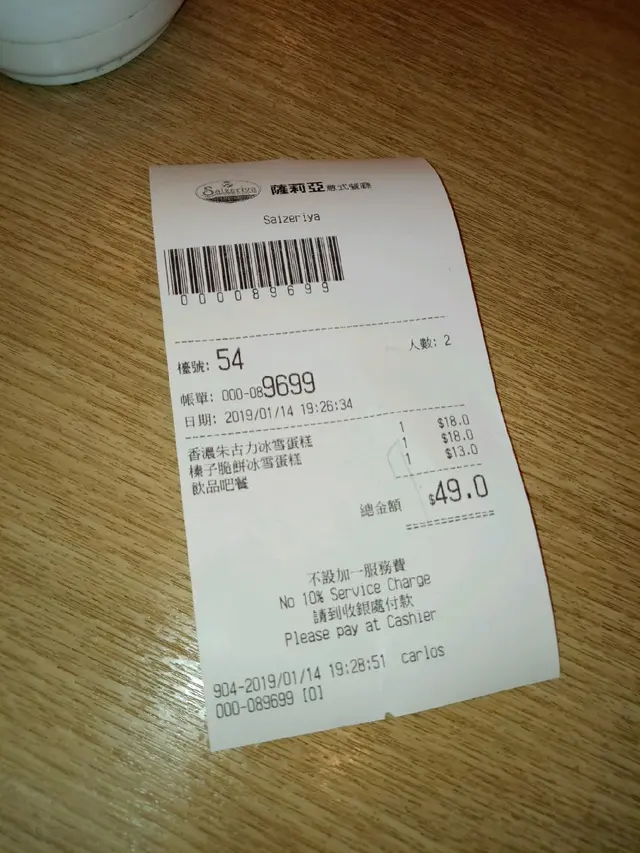 The
Saizeriya
薩利亞意式餐廳
Saizeriya
000089699
檯號: 54 人數: 2
帳單: 000-089699
日期: 2019/01/14 19:26:34
香濃朱古力冰雪蛋糕 1 $18.0
榛子脆餅冰雪蛋糕 1 $18.0
飲品吧餐 1 $13.0
總金額 $49.0
不設加一服務費
No 10% Service Charge
請到收銀處付款
Please pay at Cashier
904-2019/01/14 19:28:51 carlos
000-089699 [0]